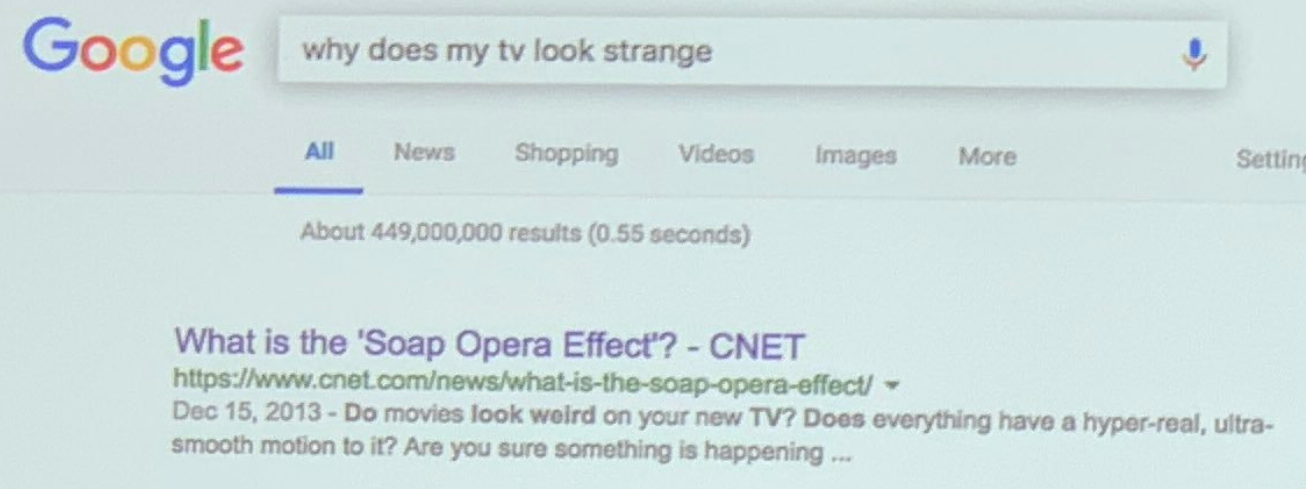 Google why does my tv look strange
All News Shopping Videos Images More Settin
About 449,000,000 results (0.55 seconds)
What is the 'Soap Opera Effect'? - CNET
https://www.cnet.com/news/what-is-the-soap-opera-effect/
Dec 15, 2013 - Do movies look weird on your new TV? Does everything have a hyper-real, ultra-
smooth motion to it? Are you sure something is happening ...